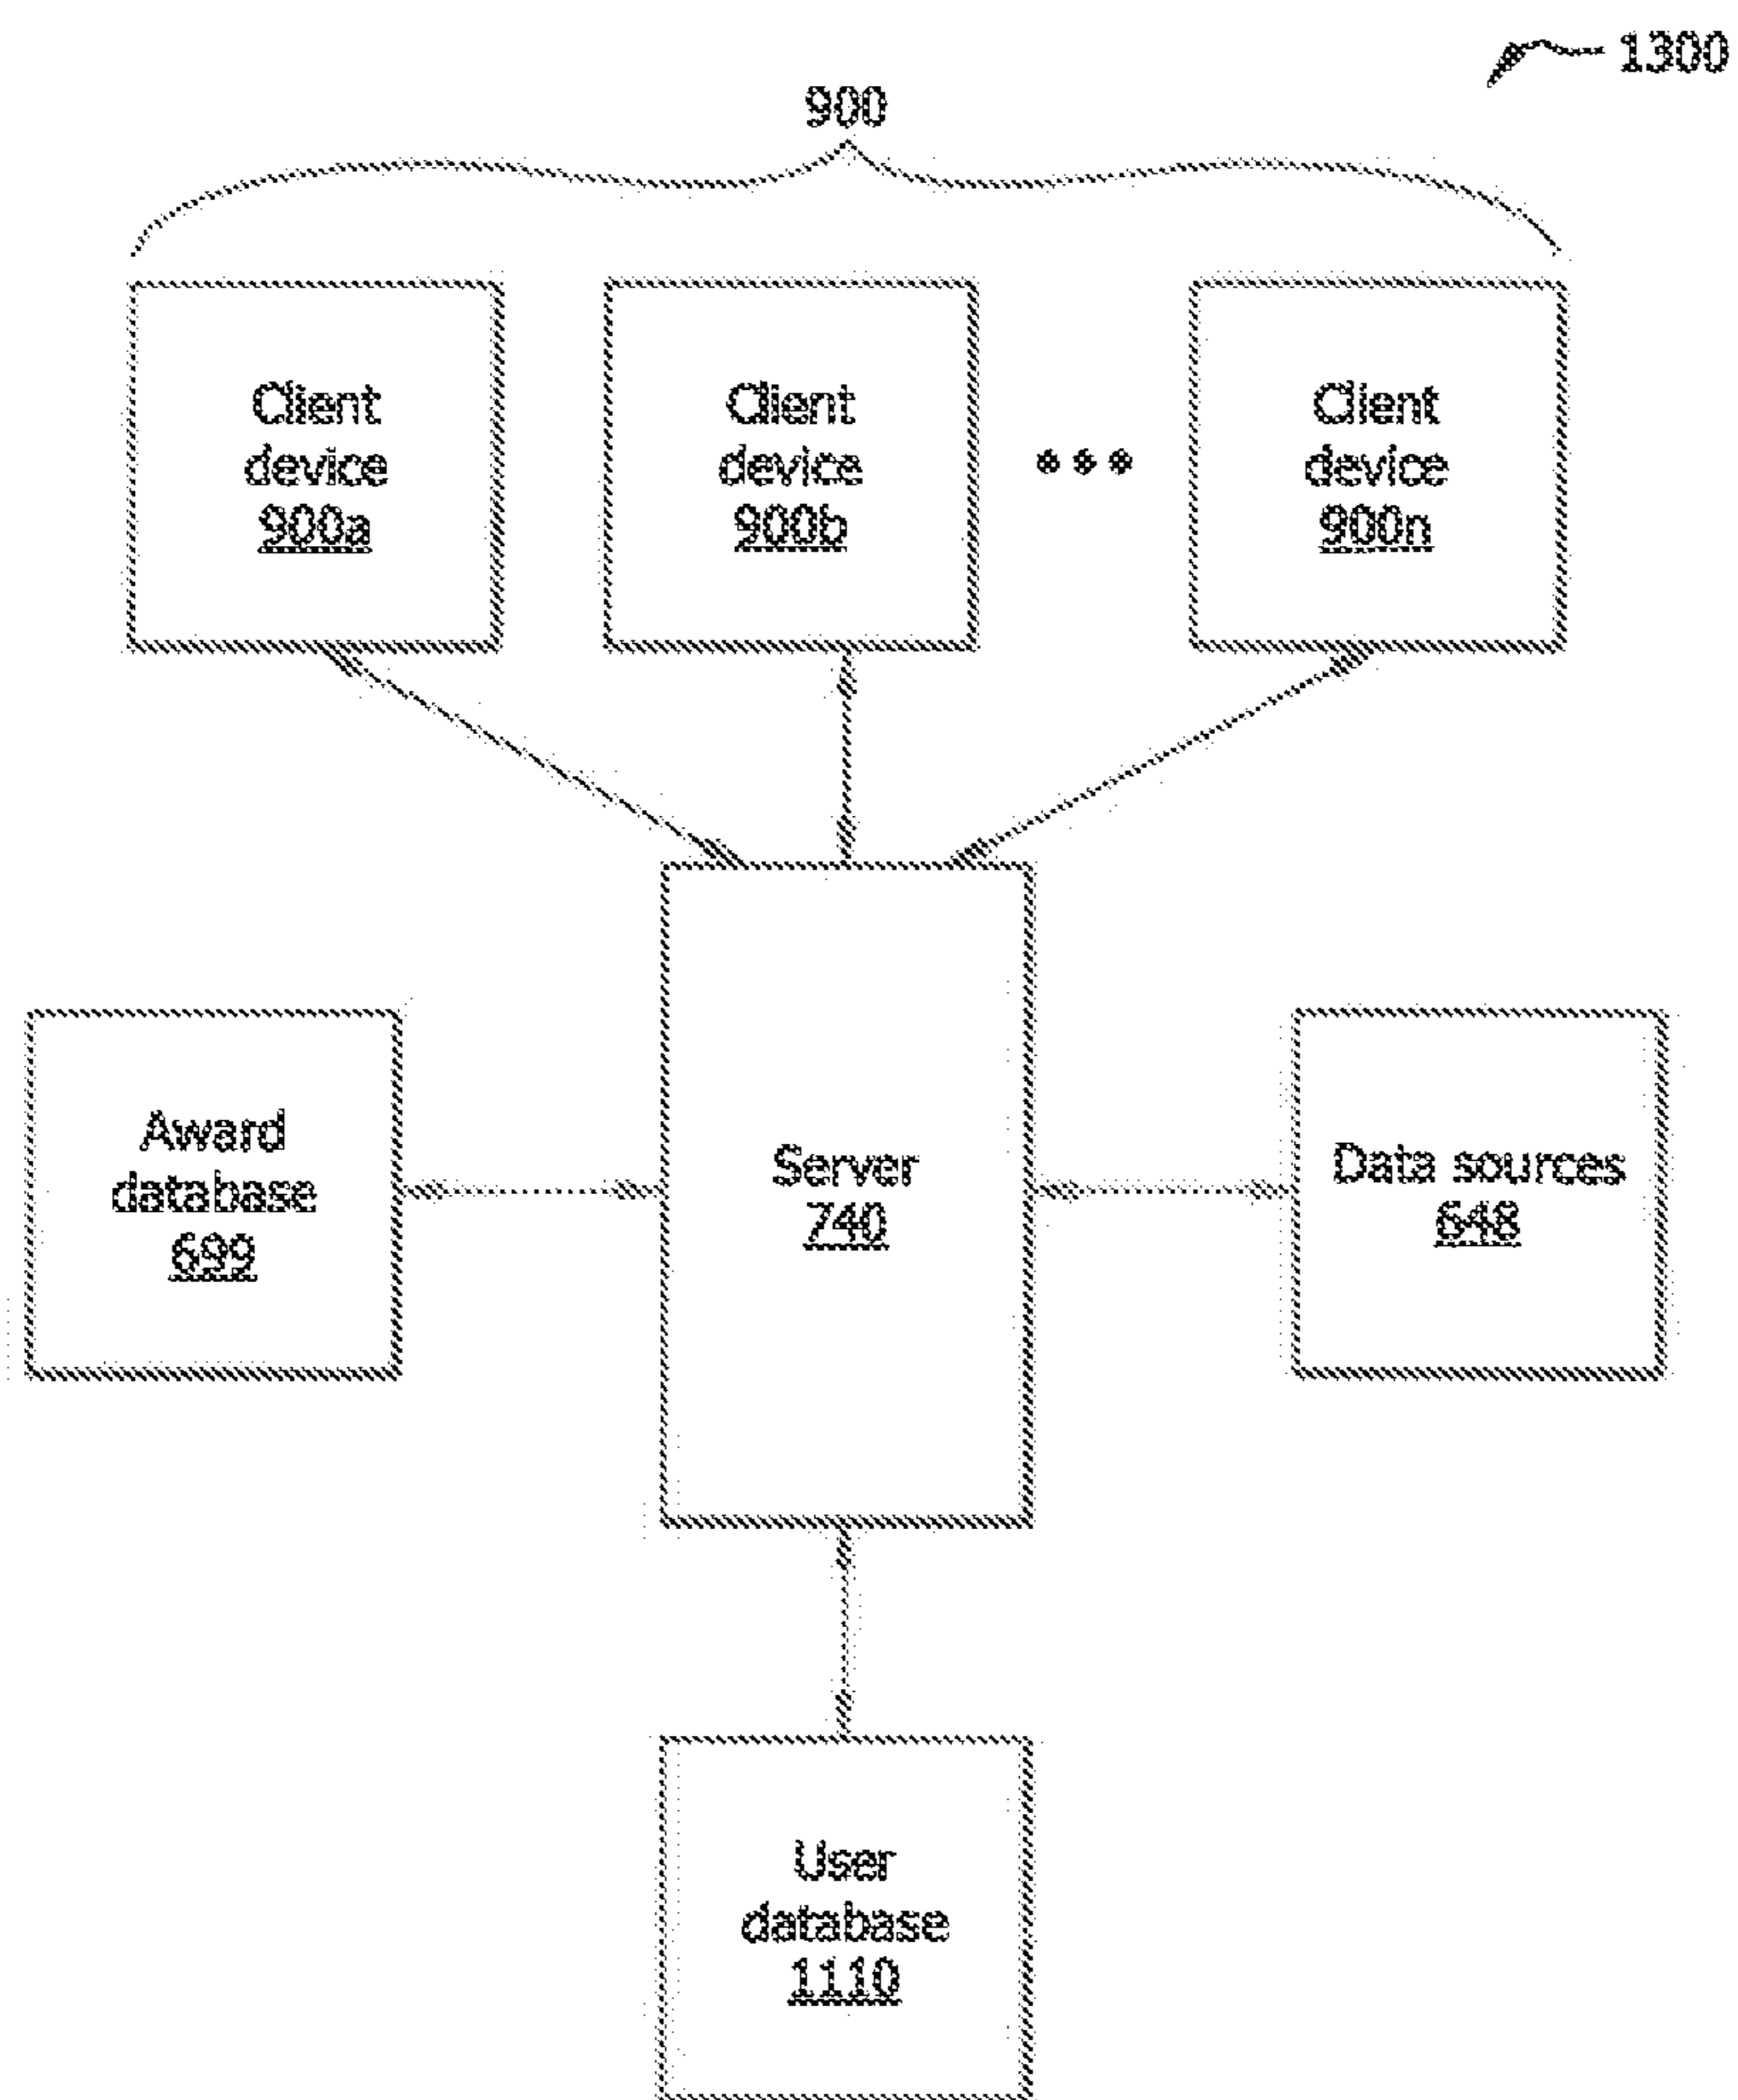 1300
900
Client
device
900a
Client
device
900b
Client
device
900n
Award
database
699
Server
740
Data sources
648
User
database
1110